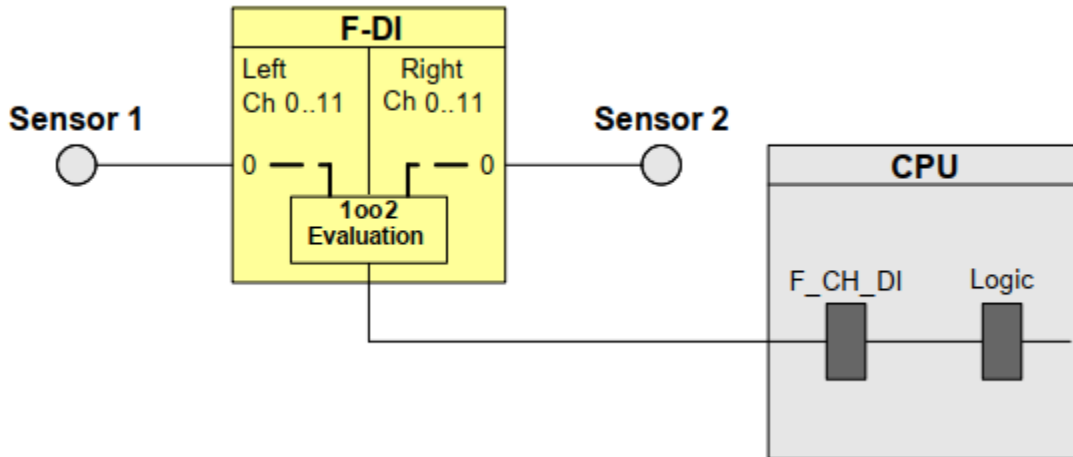 F-DI
Left
Ch 0..11
Right
Ch 0..11
Sensor 1
Sensor 2
0
0
1oo2
Evaluation
CPU
F_CH_DI
Logic